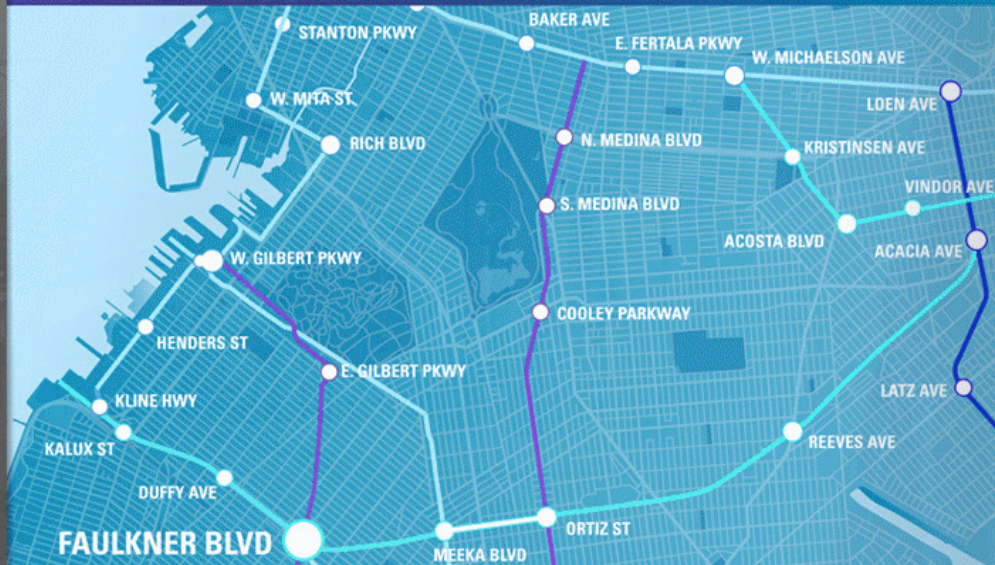 BAKER AVE
STANTON PKWY
E. FERTALA PKWY
W. MICHAELSON AVE
W. MITA ST
LOEN AVE
RICH BLVD
N. MEDINA BLVD
KRISTINSEN AVE
VINDOR AVE
S. MEDINA BLVD
ACOSTA BLVD
ACACIA AVE
W. GILBERT PKWY
COOLEY PARKWAY
HENDERS ST
E. GILBERT PKWY
LATZ AVE
KLINE HWY
REEVES AVE
KALUX ST
DUFFY AVE
ORTIZ ST
FAULKNER BLVD
MEEKA BLVD